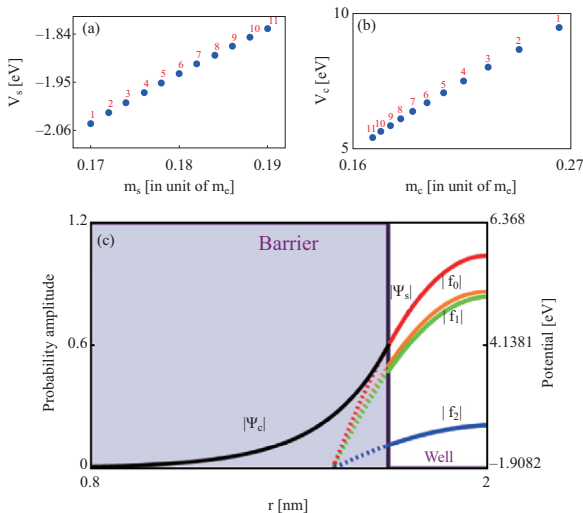 (a)
V_s [eV]
−1.84
−1.95
−2.06
1 2 3 4 5 6 7 8 9 10 11
0.17 0.18 0.19
m_s [in unit of m_e]
(b)
V_c [eV]
10
5
11 10 9 8 7 6 5 4 3 2 1
0.16 0.27
m_c [in unit of m_e]
(c)
Barrier
Probability amplitude
1.2
0.6
0
|Ψ_c|
|Ψ_s|
| f_0|
| f_1|
| f_2|
Well
6.368
4.1381
−1.9082
Potential [eV]
0.8 2
r [nm]